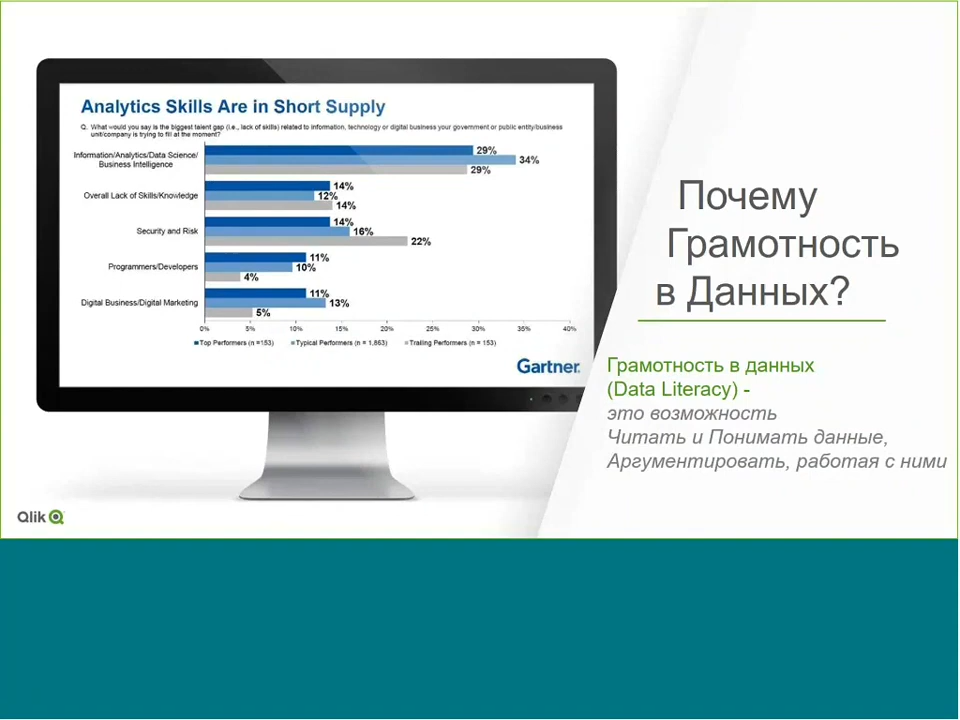 Analytics Skills Are in Short Supply
Q. What would you say is the biggest talent gap (i.e., lack of skills) related to information, technology or digital business your government or public entity/business
unit/company is trying to fill at the moment?
Information/Analytics/Data Science/
Business Intelligence
29%
34%
29%
Overall Lack of Skills/Knowledge
14%
12%
14%
Security and Risk
14%
16%
22%
Programmers/Developers
11%
10%
4%
Digital Business/Digital Marketing
11%
13%
5%
0% 5% 10% 15% 20% 25% 30% 35% 40%
Top Performers (n =153) Typical Performers (n = 1,863) Trailing Performers (n = 153)
Gartner.
Почему
Грамотность
в Данных?
Грамотность в данных
(Data Literacy) -
это возможность
Читать и Понимать данные,
Аргументировать, работая с ними
Qlik